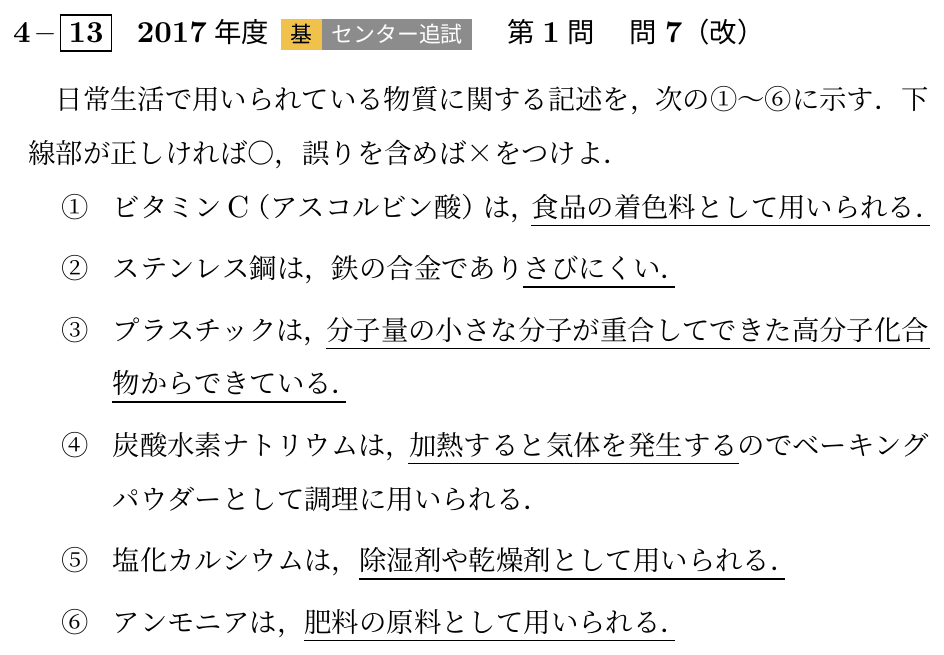 4−13 2017 年度 基 センター追試 第 1 問 問 7（改）
日常生活で用いられている物質に関する記述を，次の①〜⑥に示す．下
線部が正しければ○，誤りを含めば×をつけよ．
① ビタミン C（アスコルビン酸）は，食品の着色料として用いられる．
② ステンレス鋼は，鉄の合金でありさびにくい．
③ プラスチックは，分子量の小さな分子が重合してできた高分子化合
物からできている．
④ 炭酸水素ナトリウムは，加熱すると気体を発生するのでベーキング
パウダーとして調理に用いられる．
⑤ 塩化カルシウムは，除湿剤や乾燥剤として用いられる．
⑥ アンモニアは，肥料の原料として用いられる．